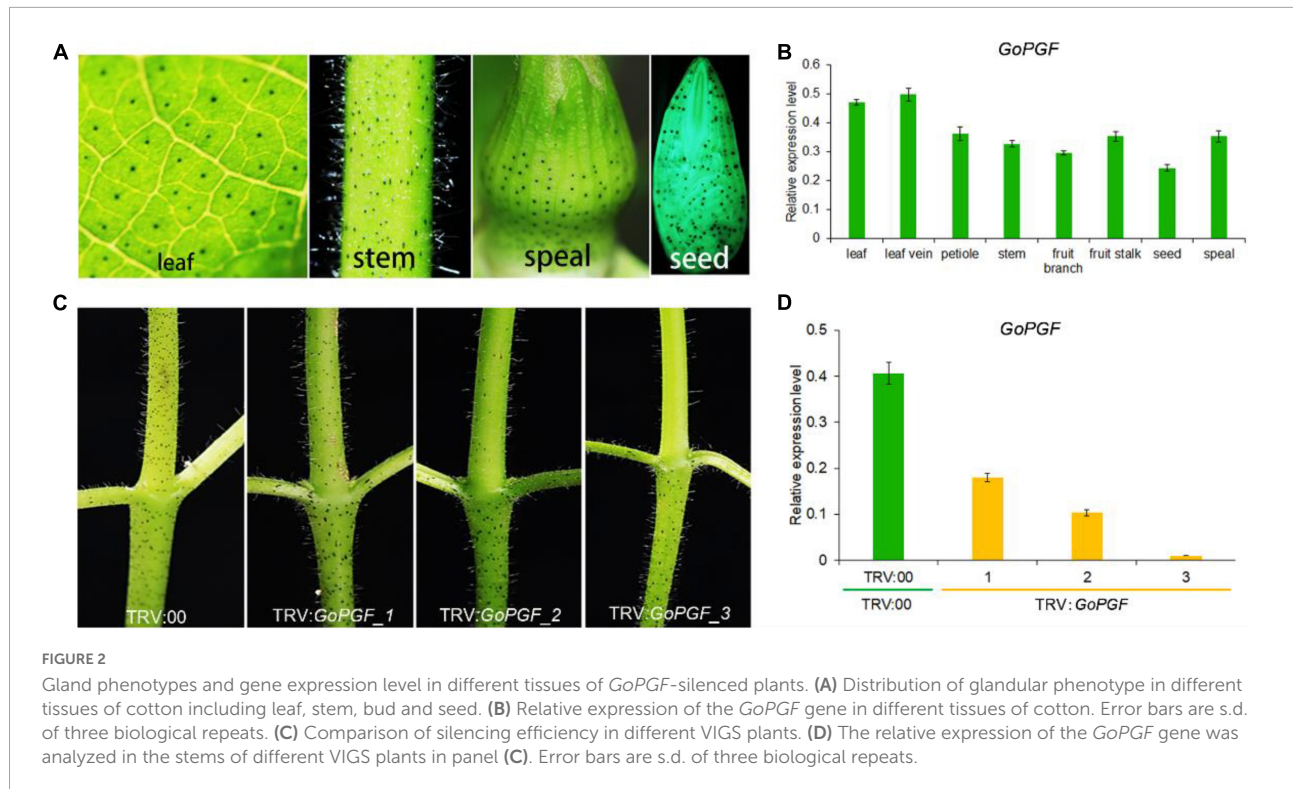 A
leaf
stem
speal
seed
B
GoPGF
Relative expression level
0.6
0.5
0.4
0.3
0.2
0.1
0
leaf leaf vein petiole stem fruit branch fruit stalk seed speal
C
TRV:00
TRV:GoPGF_1
TRV:GoPGF_2
TRV:GoPGF_3
D
GoPGF
Relative expression level
0.5
0.4
0.3
0.2
0.1
0
TRV:00 1 2 3
TRV:00 TRV: GoPGF
FIGURE 2
Gland phenotypes and gene expression level in different tissues of GoPGF-silenced plants. (A) Distribution of glandular phenotype in different
tissues of cotton including leaf, stem, bud and seed. (B) Relative expression of the GoPGF gene in different tissues of cotton. Error bars are s.d.
of three biological repeats. (C) Comparison of silencing efficiency in different VIGS plants. (D) The relative expression of the GoPGF gene was
analyzed in the stems of different VIGS plants in panel (C). Error bars are s.d. of three biological repeats.